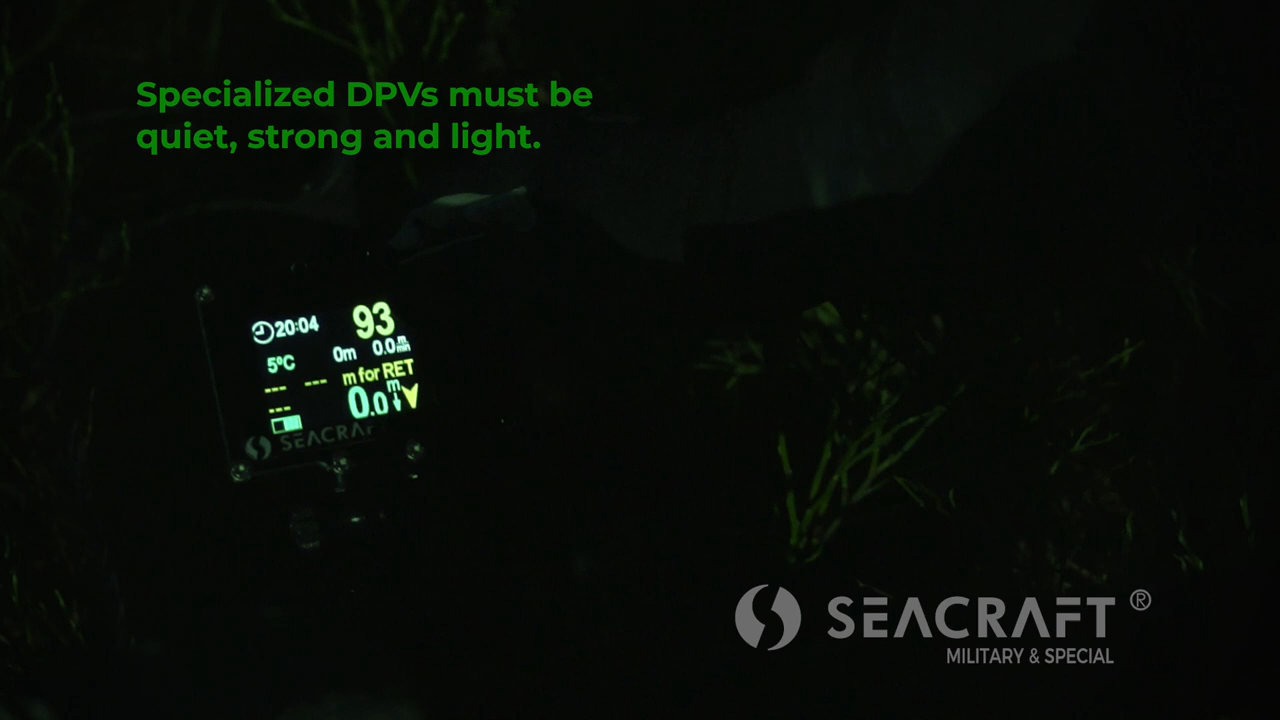 Specialized DPVs must be
quiet, strong and light.
20:04 93
5°C 0m 0.0 m/min
--- --- m for RET
--- 0.0 m
SEACRAFT
SEACRAFT ®
MILITARY & SPECIAL